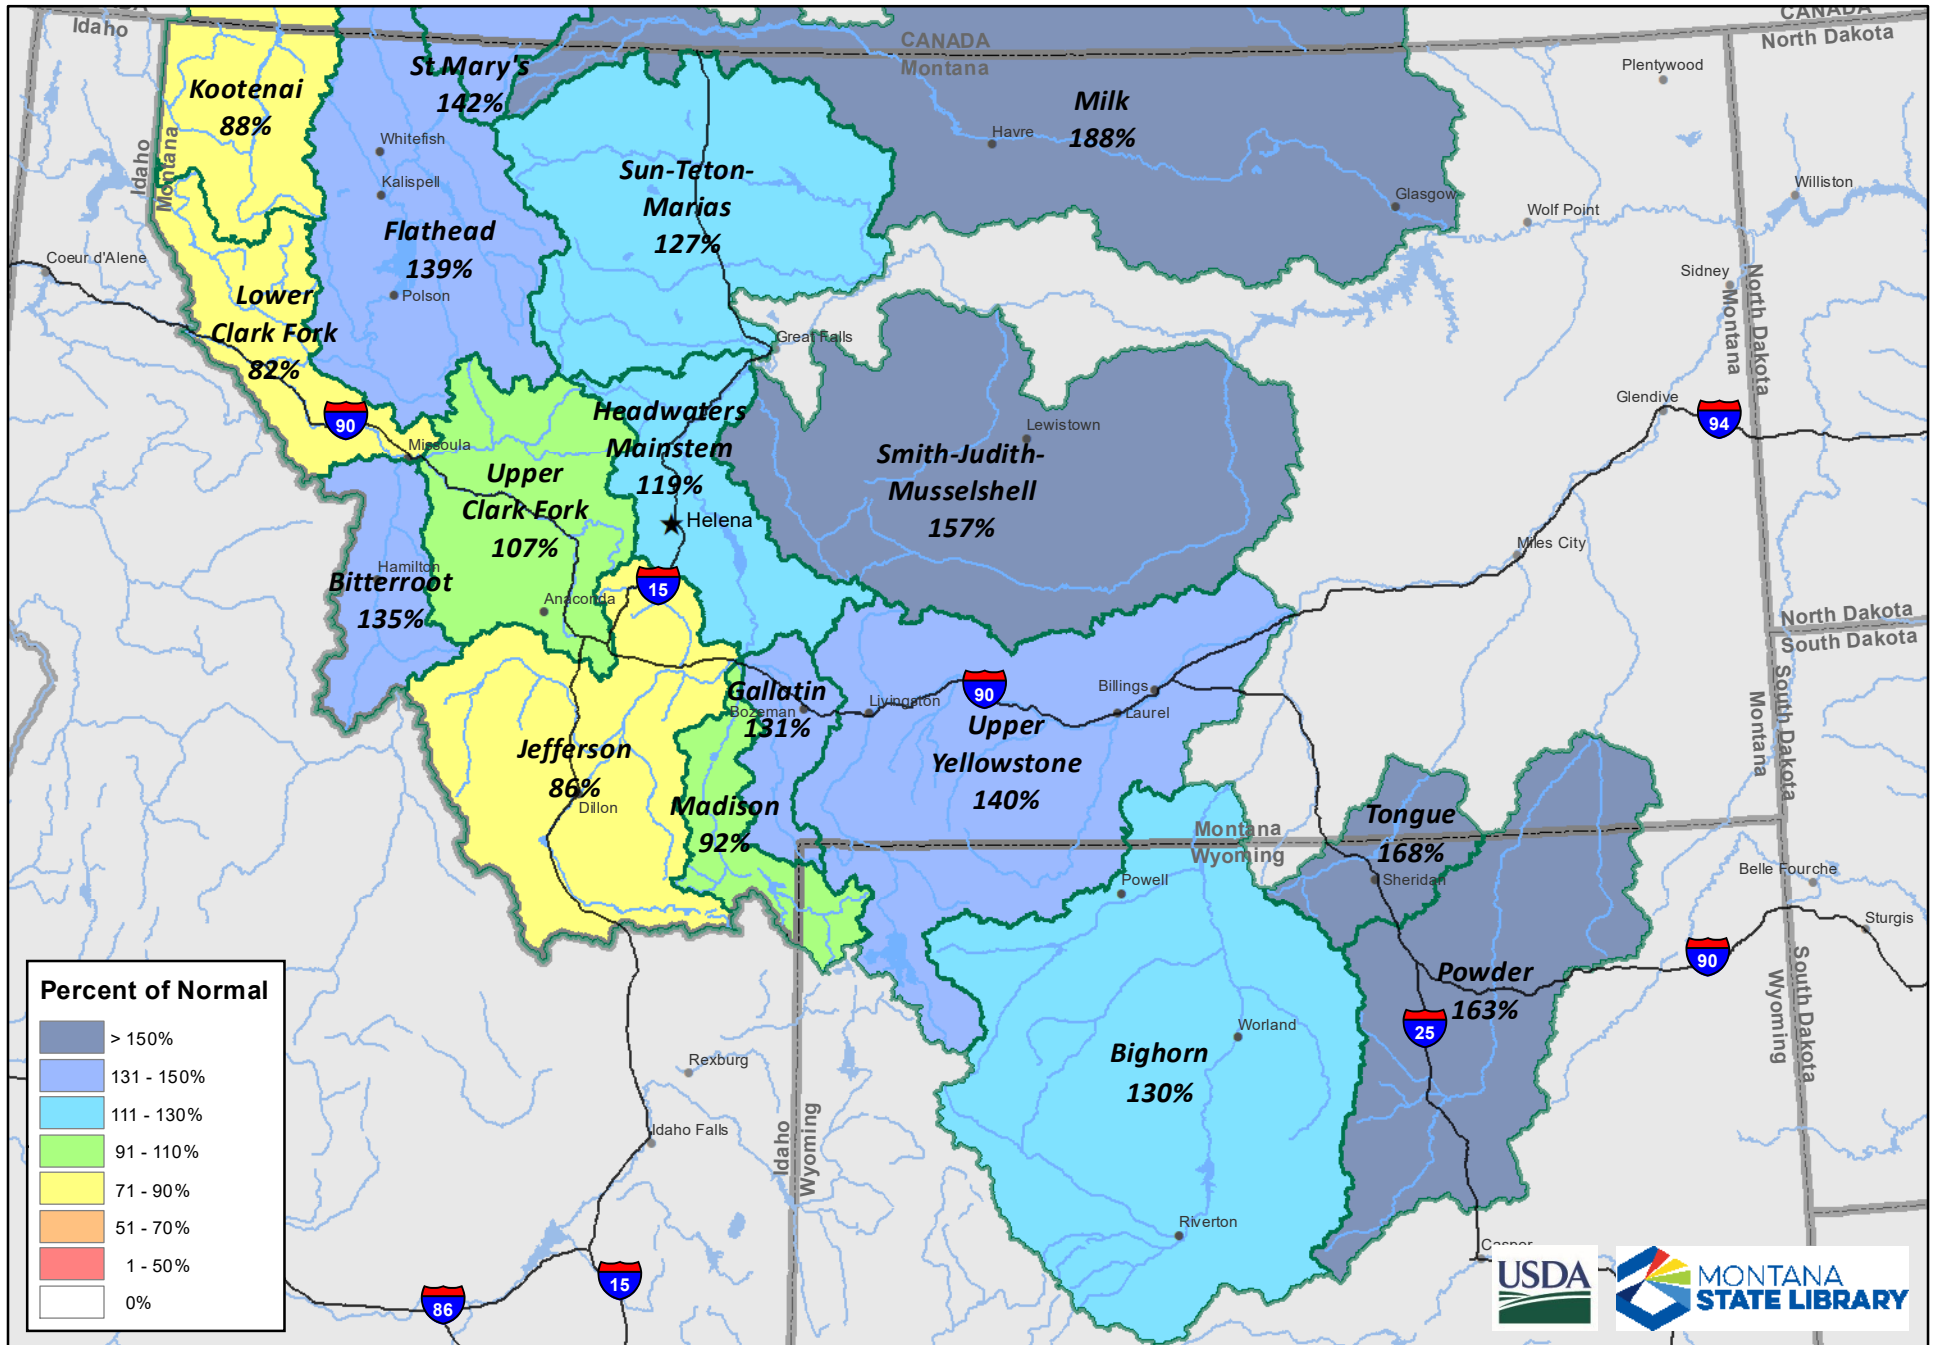 CANADA
Idaho
CANADA
Montana
CANADA
North Dakota
Kootenai
88%
St Mary's
142%
Milk
188%
Plentywood
Whitefish
Havre
Idaho
Montana
Kalispell
Sun-Teton-
Marias
127%
Glasgow
Wolf Point
Williston
Flathead
139%
Coeur d'Alene
Polson
Sidney
North Dakota
Montana
Lower
Clark Fork
82%
Great Falls
90
Missoula
Headwaters
Mainstem
119%
Helena
Lewistown
Glendive
94
Upper
Clark Fork
107%
Smith-Judith-
Musselshell
157%
Miles City
Hamilton
Bitterroot
135%
Anaconda
15
North Dakota
South Dakota
Gallatin
Bozeman
131%
Livingston
90
Billings
Laurel
South Dakota
Montana
Jefferson
86%
Dillon
Upper
Yellowstone
140%
Madison
92%
Montana
Wyoming
Tongue
168%
Sheridan
Powell
Belle Fourche
Sturgis
90
Powder
163%
25
South Dakota
Wyoming
Worland
Bighorn
130%
Rexburg
Idaho Falls
Idaho
Wyoming
Riverton
Casper
15
86
Percent of Normal
> 150%
131 - 150%
111 - 130%
91 - 110%
71 - 90%
51 - 70%
1 - 50%
0%
USDA
MONTANA
STATE LIBRARY